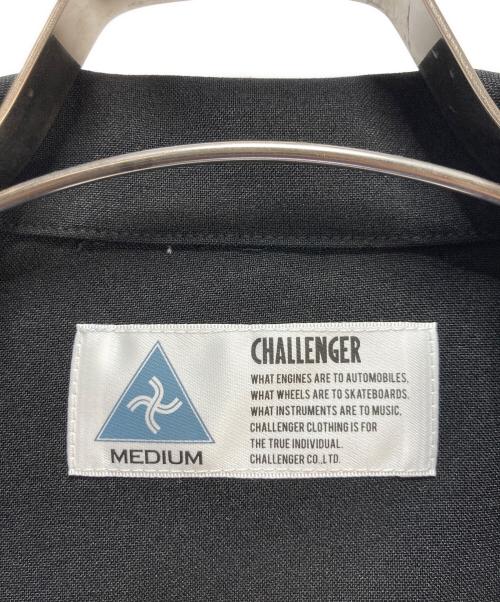 CHALLENGER
WHAT ENGINES ARE TO AUTOMOBILES,
WHAT WHEELS ARE TO SKATEBOARDS.
WHAT INSTRUMENTS ARE TO MUSIC,
CHALLENGER CLOTHING IS FOR
THE TRUE INDIVIDUAL.
CHALLENGER CO.,LTD.
MEDIUM